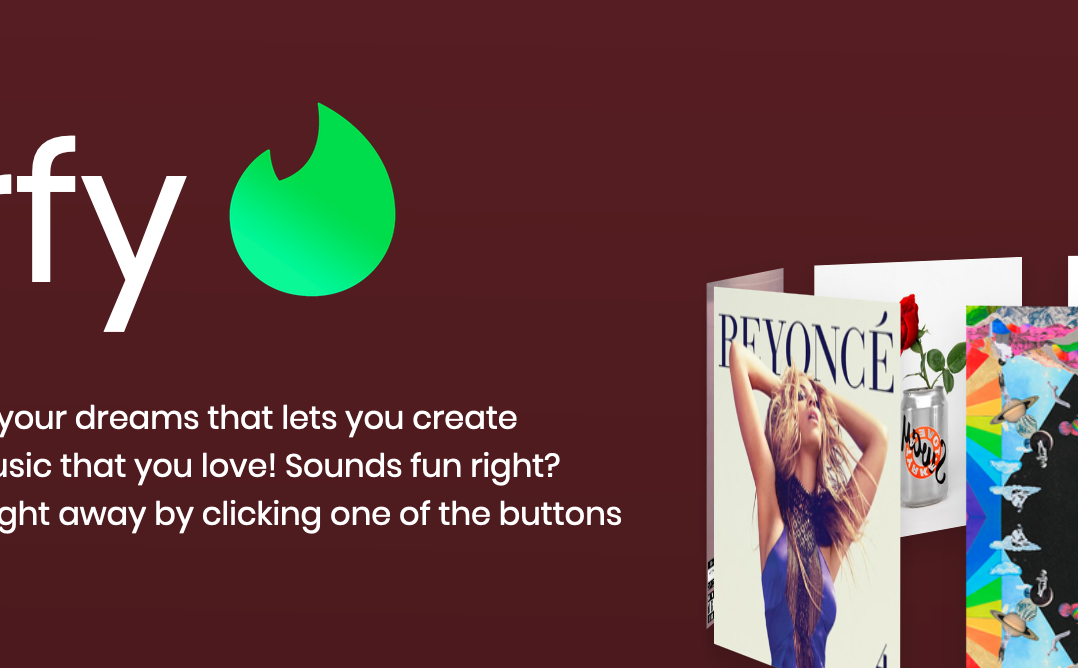 rfy
your dreams that lets you create
usic that you love! Sounds fun right?
ght away by clicking one of the buttons
BEYONCÉ
4